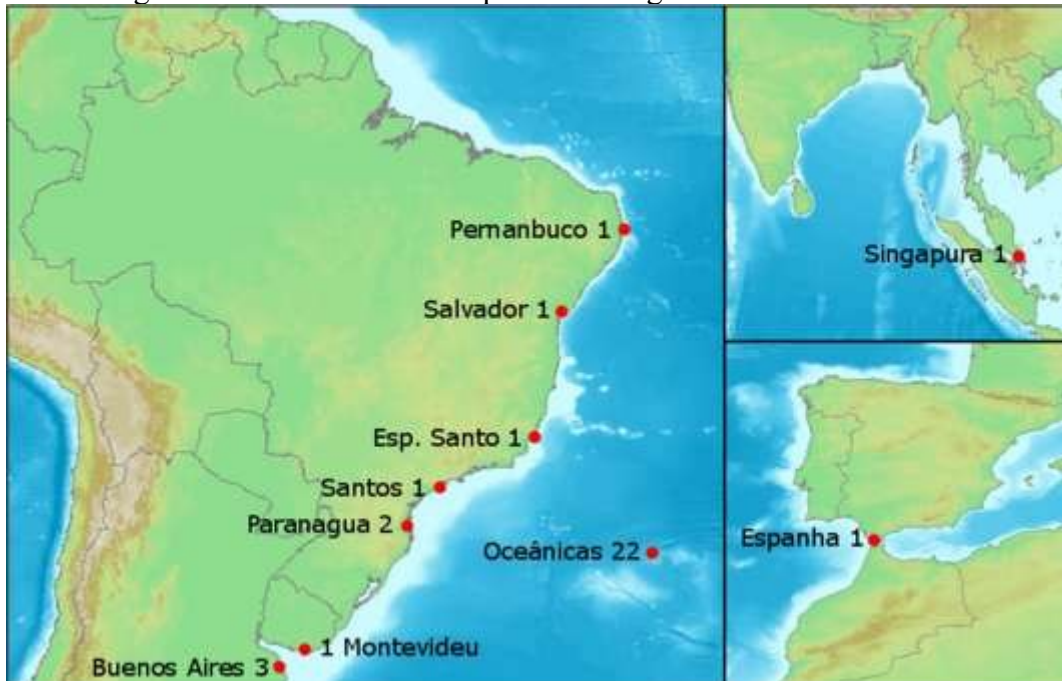 Pernanbuco 1
Salvador 1
Esp. Santo 1
Santos 1
Paranagua 2
Oceânicas 22
1 Montevideu
Buenos Aires 3
Singapura 1
Espanha 1